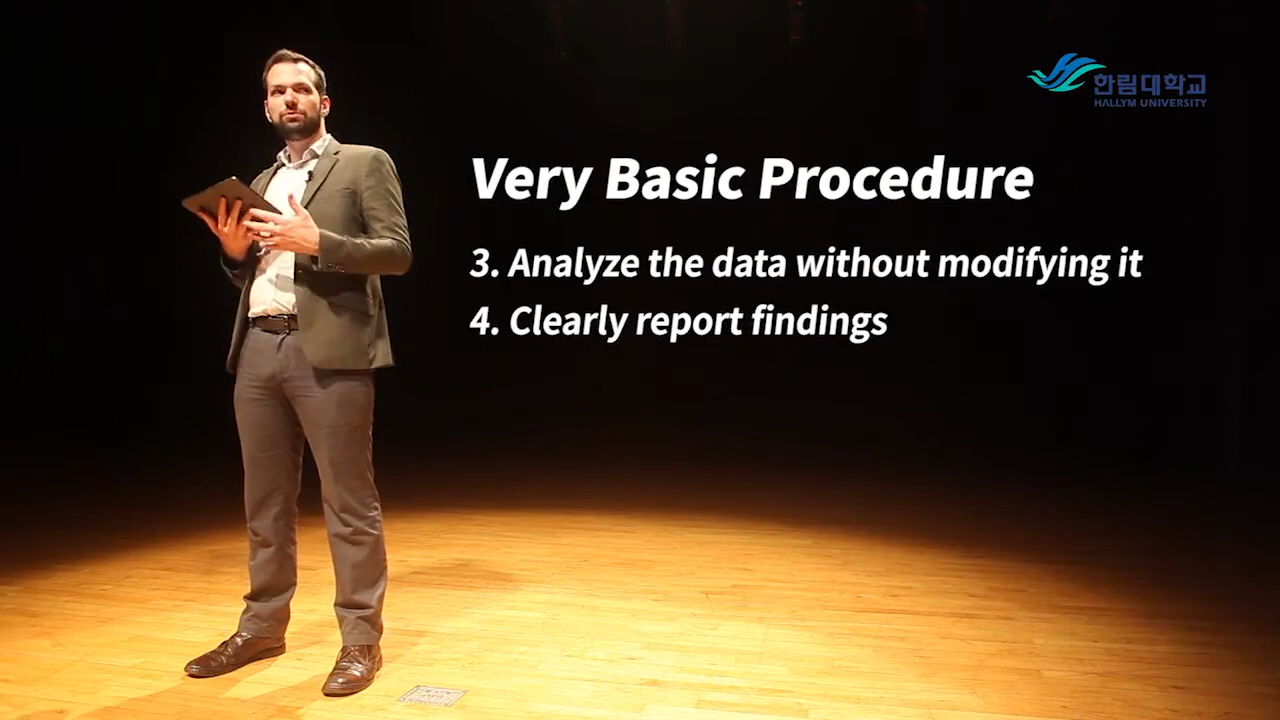 한림대학교
HALLYM UNIVERSITY
Very Basic Procedure
3. Analyze the data without modifying it
4. Clearly report findings